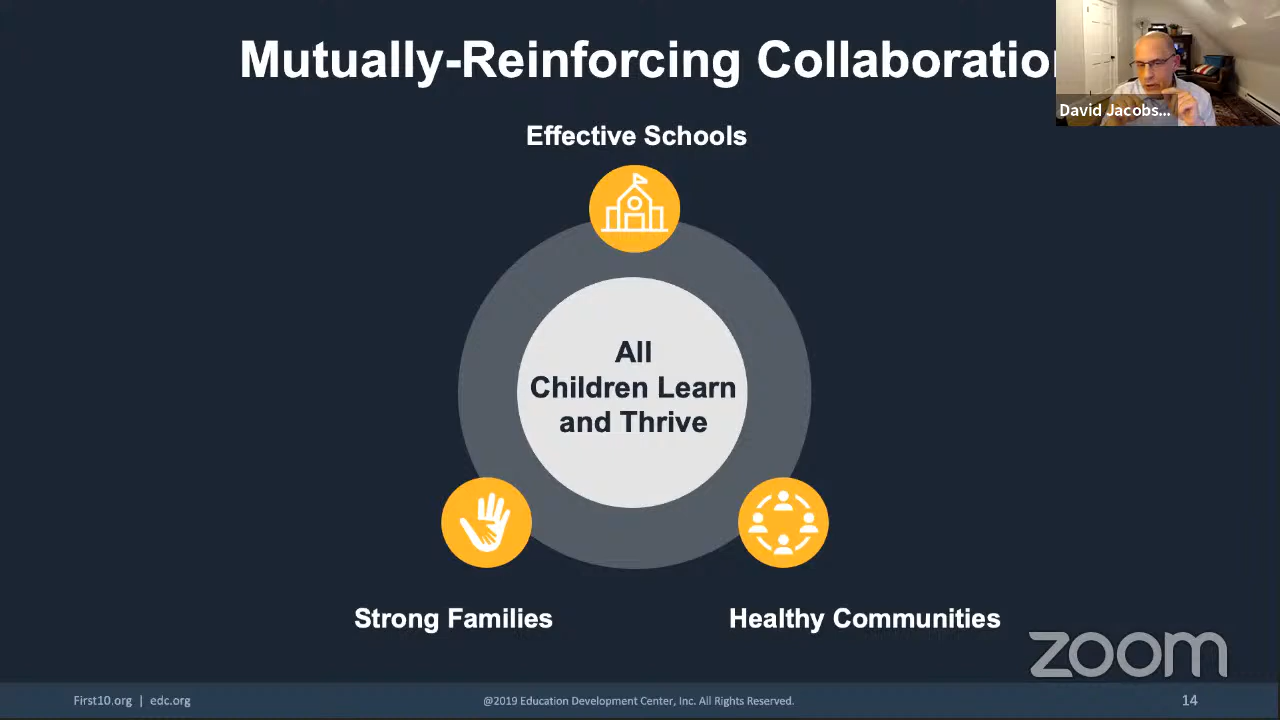 Mutually-Reinforcing Collaboration
David Jacobs...
Effective Schools
All
Children Learn
and Thrive
Strong Families
Healthy Communities
zoom
First10.org | edc.org
@2019 Education Development Center, Inc. All Rights Reserved.
14